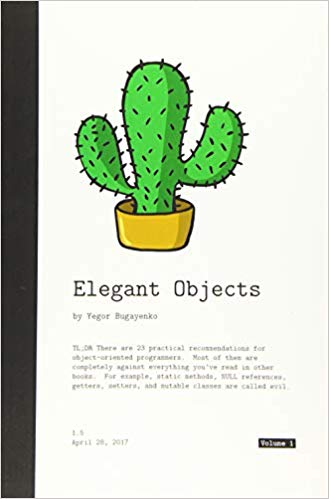 Elegant Objects
by Yegor Bugayenko
TL;DR There are 23 practical recommendations for
object-oriented programmers.  Most of them are
completely against everything you've read in other
books.  For example, static methods, NULL references,
getters, setters, and mutable classes are called evil.
1.5
April 28, 2017
Volume 1